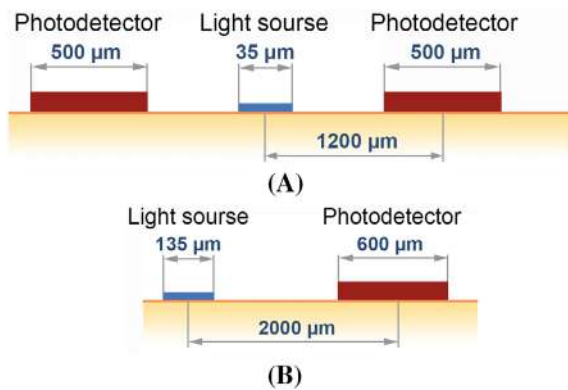 Photodetector Light sourse Photodetector
500 μm 35 μm 500 μm
1200 μm
(A)
Light sourse Photodetector
135 μm 600 μm
2000 μm
(B)